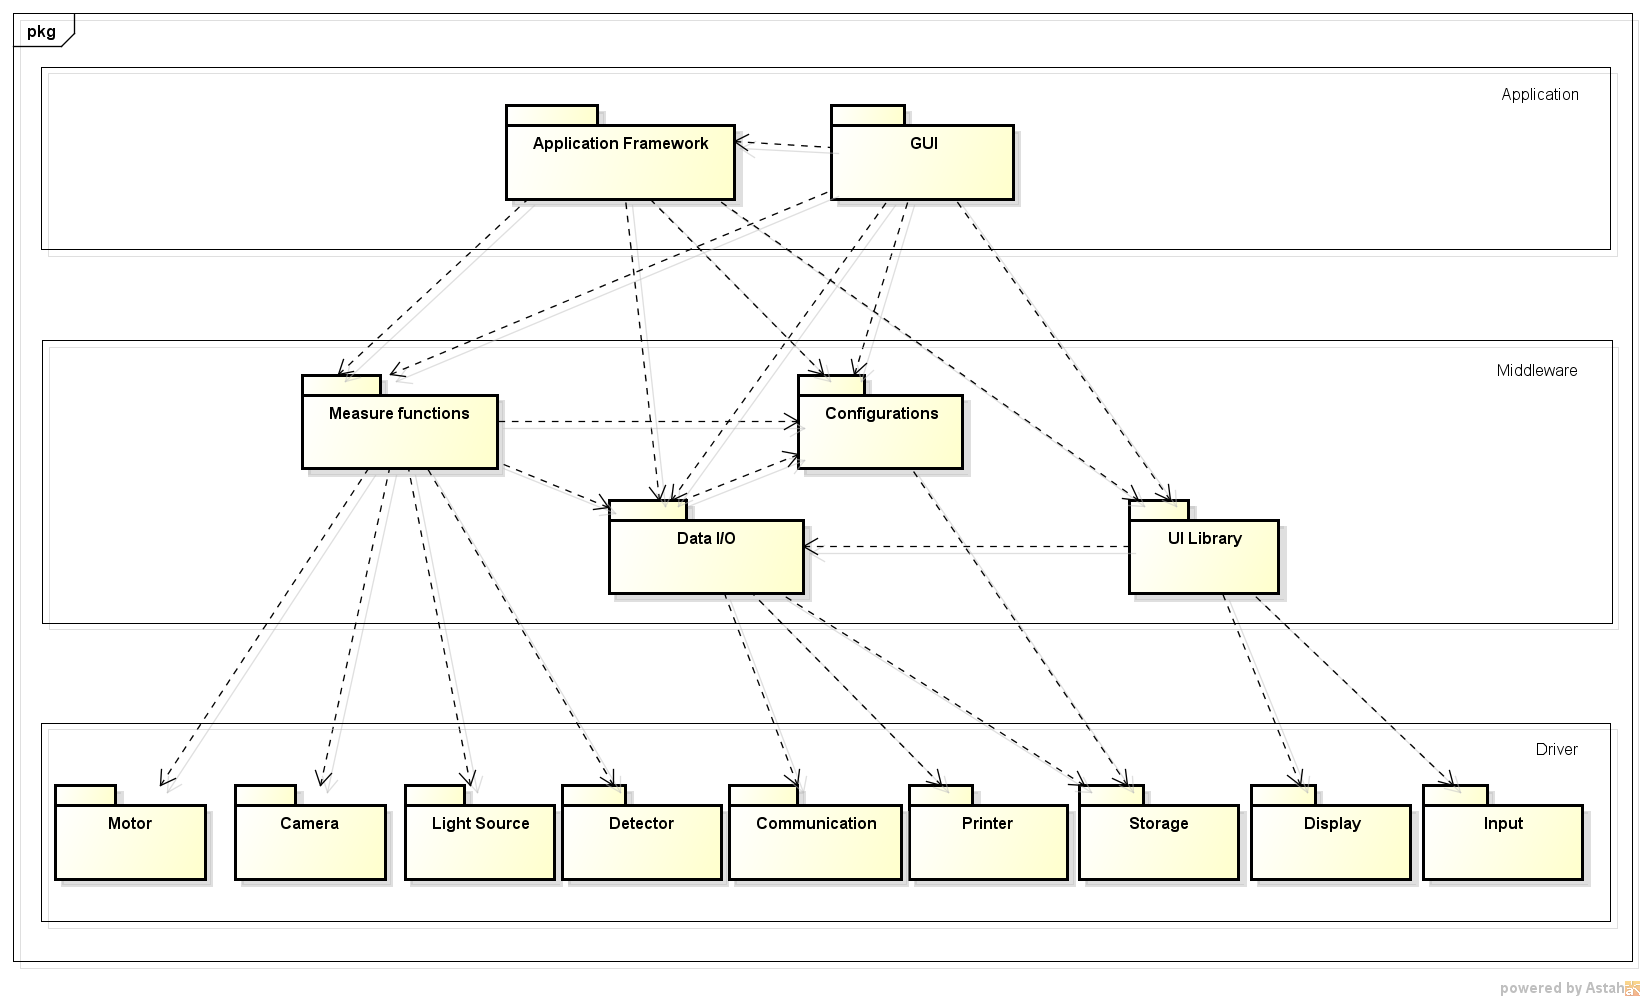 pkg
Application
Application Framework
GUI
Middleware
Measure functions
Configurations
Data I/O
UI Library
Driver
Motor
Camera
Light Source
Detector
Communication
Printer
Storage
Display
Input
powered by Astah